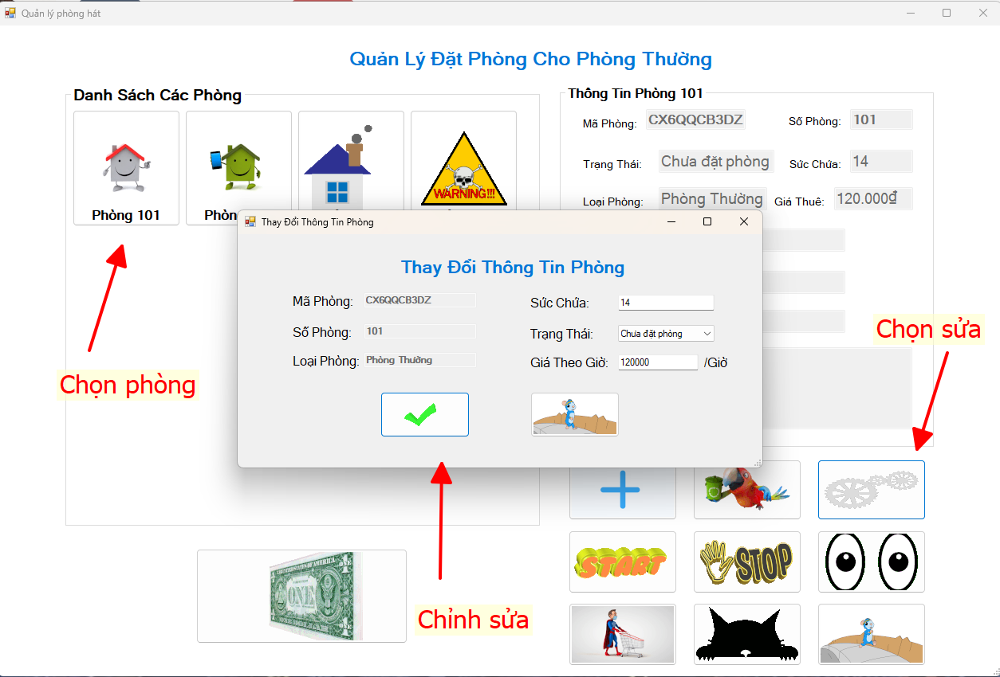 Quản lý phòng hát
Quản Lý Đặt Phòng Cho Phòng Thường
Danh Sách Các Phòng
Phòng 101
Phòn
WARNING!!!
Thông Tin Phòng 101
Mã Phòng: CX6QQCB3DZ Số Phòng: 101
Trạng Thái: Chưa đặt phòng Sức Chứa: 14
Loại Phòng: Phòng Thường Giá Thuê: 120.000₫
Thay Đổi Thông Tin Phòng
Thay Đổi Thông Tin Phòng
Mã Phòng: CX6QQCB3DZ Sức Chứa: 14
Số Phòng: 101 Trạng Thái: Chưa đặt phòng
Loại Phòng: Phòng Thường Giá Theo Giờ: 120000 /Giờ
Chọn phòng
Chọn sửa
Chỉnh sửa
START
STOP
ONE